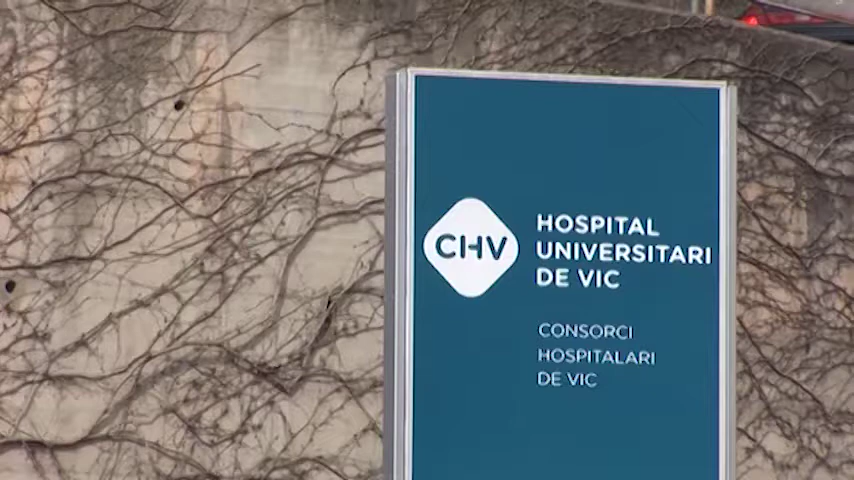 CHV
HOSPITAL
UNIVERSITARI
DE VIC
CONSORCI
HOSPITALARI
DE VIC